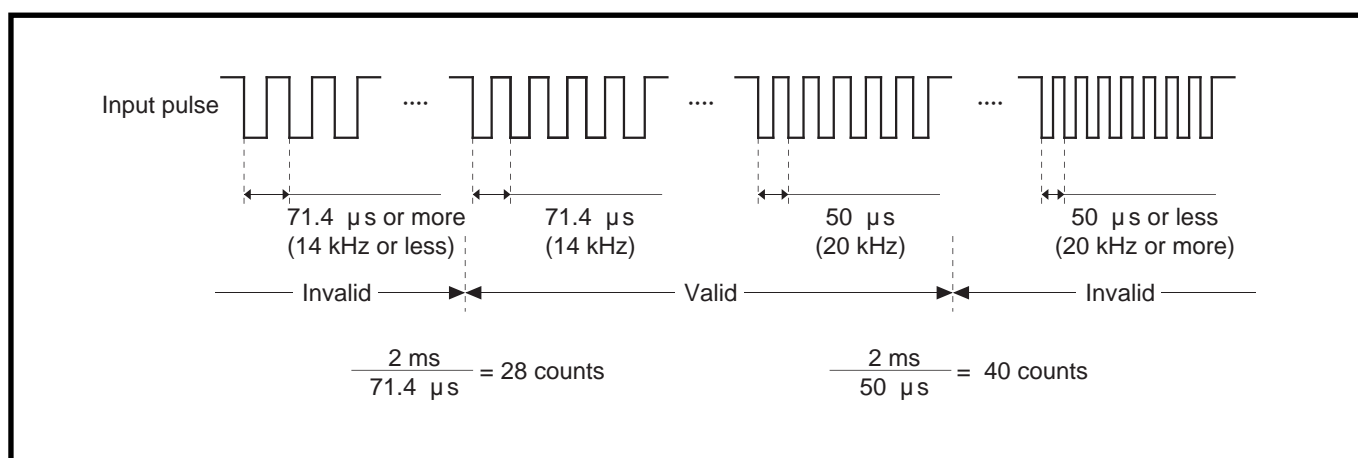 Input pulse
.... .... ....
71.4 μs or more
(14 kHz or less)
71.4 μs
(14 kHz)
50 μs
(20 kHz)
50 μs or less
(20 kHz or more)
Invalid
Valid
Invalid
2 ms
71.4 μs
= 28 counts
2 ms
50 μs
= 40 counts